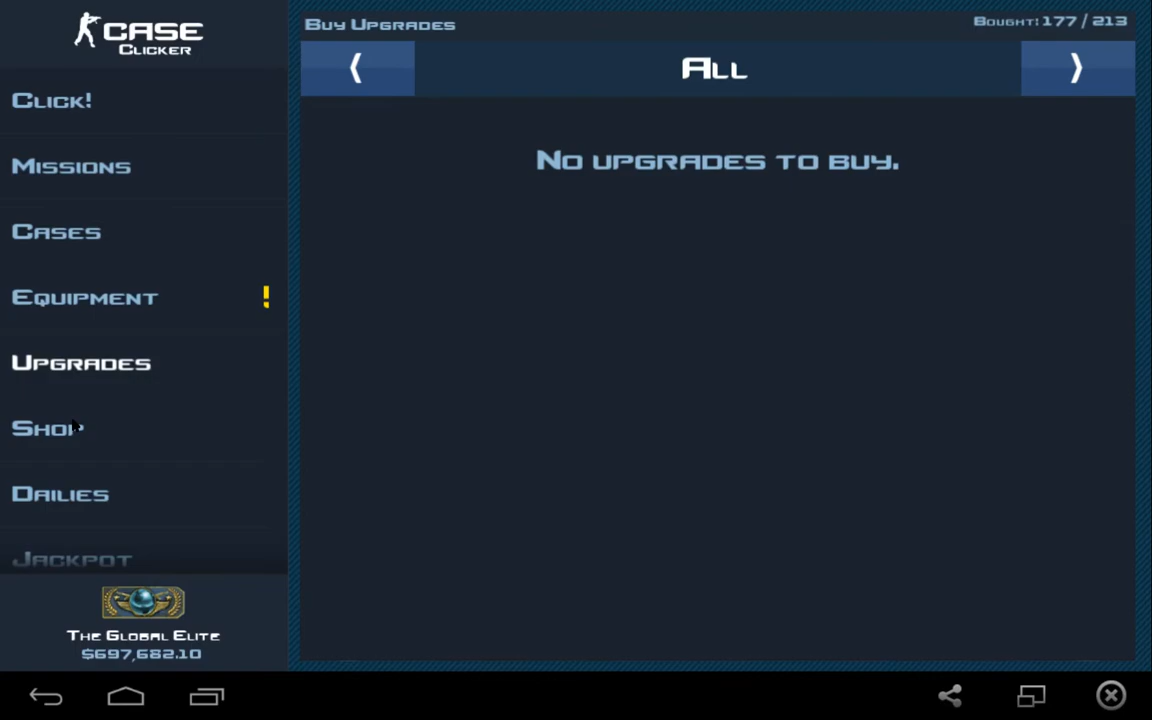 Case
Clicker
Click!
Missions
Cases
Equipment !
Upgrades
Shop
Dailies
Jackpot
The Global Elite
$697,682.10
Buy Upgrades
Bought: 177 / 213
⟨ All ⟩
No upgrades to buy.